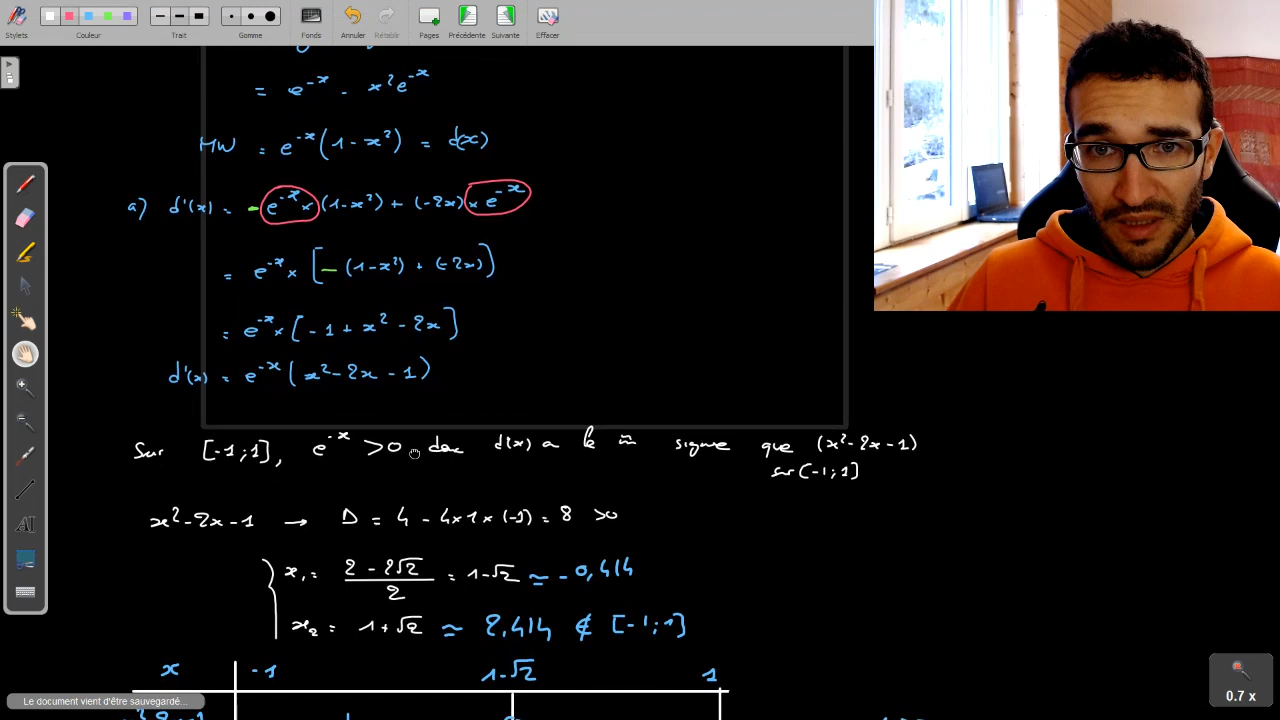 Stylets Couleur Trait Gomme Fonds Annuler Rétablir Pages Précédente Suivante Effacer
= e^-x - x²e^-x
MW = e^-x(1-x²) = d(x)
a) d'(x) = - e^-x × (1-x²) + (-2x) × e^-x
= e^-x × [ - (1-x²) + (-2x) ]
= e^-x × [ -1 + x² - 2x ]
d'(x) = e^-x ( x² - 2x - 1 )
Sur [-1;1], e^-x > 0 donc d(x) a le m̃ signe que (x²-2x-1)
sur [-1;1]
x²-2x-1 → D = 4 - 4×1×(-1) = 8 >0
x₁ = (2 - 2√2)/2 = 1-√2 ≃ -0,414
x₂ = 1+√2 ≃ 2,414 ∉ [-1;1]
x -1 1-√2 1
Le document vient d'être sauvegardé...
0.7 x